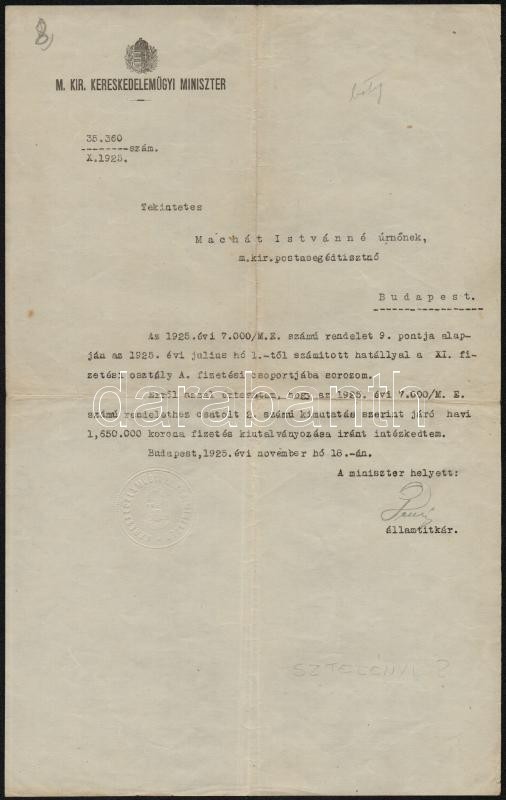 8)
M. KIR. KERESKEDELEMÜGYI MINISZTER
35.360
szám.
X.1925.
Tekintetes
Machát Istvánné úrnőnek,
m.kir.postasegédtisztnő
Budapest.
Az 1925.évi 7.000/M.E. számú rendelet 9. pontja alap-
ján az 1925. évi julius hó 1.-től számított hatállyal a XI. fi-
zetési osztály A. fizetési csoportjába sorozom.
Erről azzal értesítem, hogy az 1925. évi 7.000/M. E.
számú rendelethez csatolt 2. számú kimutatás szerint járó havi
1,650.000 korona fizetés kiutalványozása iránt intézkedtem.
Budapest,1925.évi november hó 18.-án.
A miniszter helyett:
államtitkár.
SZTELÉNYI ?
darabanth